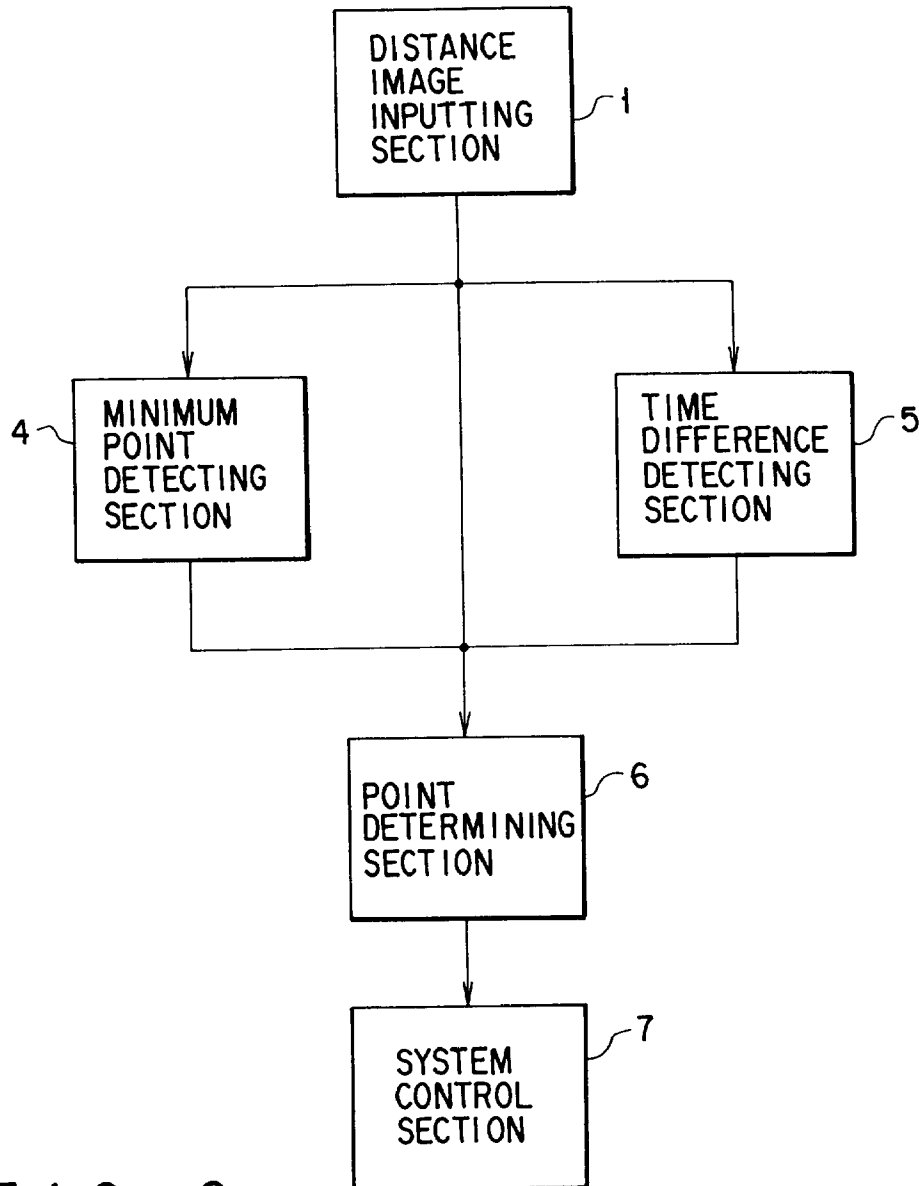 DISTANCE
IMAGE
INPUTTING
SECTION
1
MINIMUM
POINT
DETECTING
SECTION
4
TIME
DIFFERENCE
DETECTING
SECTION
5
POINT
DETERMINING
SECTION
6
SYSTEM
CONTROL
SECTION
7